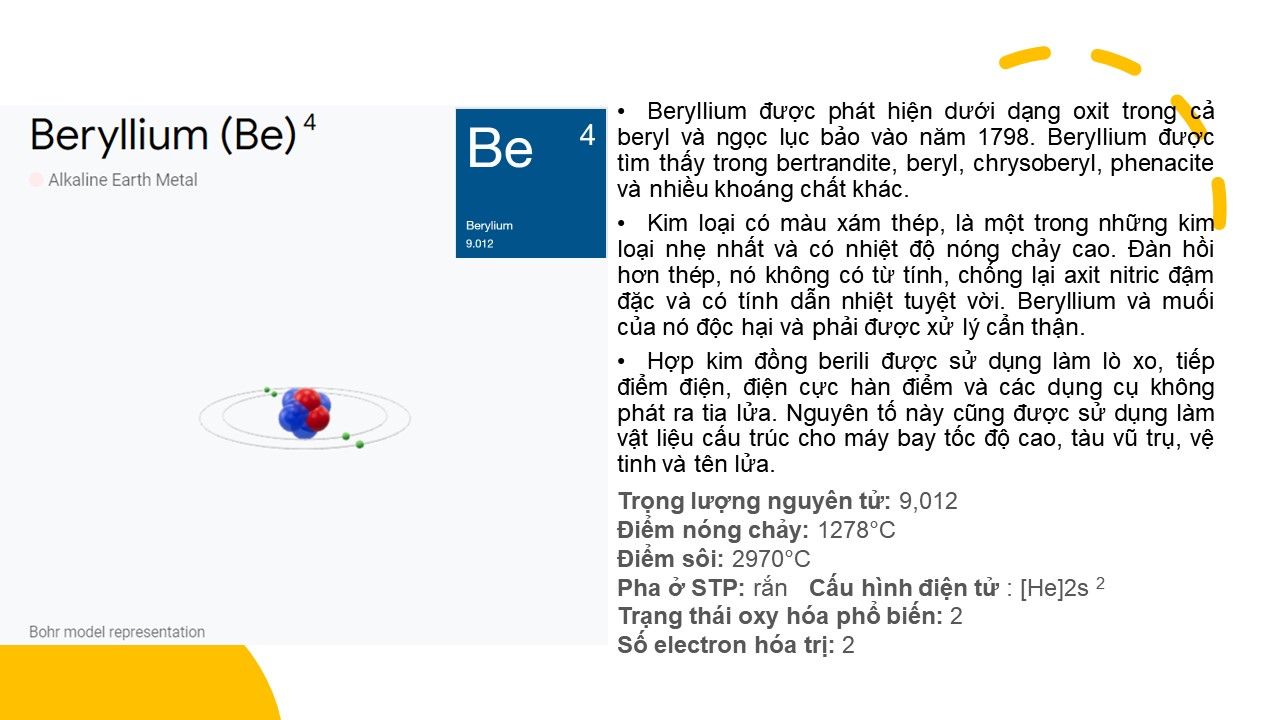 Beryllium (Be) 4
Alkaline Earth Metal
Be 4
Berylium
9.012
Bohr model representation
• Beryllium được phát hiện dưới dạng oxit trong cả
beryl và ngọc lục bảo vào năm 1798. Beryllium được
tìm thấy trong bertrandite, beryl, chrysoberyl, phenacite
và nhiều khoáng chất khác.
• Kim loại có màu xám thép, là một trong những kim
loại nhẹ nhất và có nhiệt độ nóng chảy cao. Đàn hồi
hơn thép, nó không có từ tính, chống lại axit nitric đậm
đặc và có tính dẫn nhiệt tuyệt vời. Beryllium và muối
của nó độc hại và phải được xử lý cẩn thận.
• Hợp kim đồng berili được sử dụng làm lò xo, tiếp
điểm điện, điện cực hàn điểm và các dụng cụ không
phát ra tia lửa. Nguyên tố này cũng được sử dụng làm
vật liệu cấu trúc cho máy bay tốc độ cao, tàu vũ trụ, vệ
tinh và tên lửa.
Trọng lượng nguyên tử: 9,012
Điểm nóng chảy: 1278°C
Điểm sôi: 2970°C
Pha ở STP: rắn Cấu hình điện tử : [He]2s 2
Trạng thái oxy hóa phổ biến: 2
Số electron hóa trị: 2